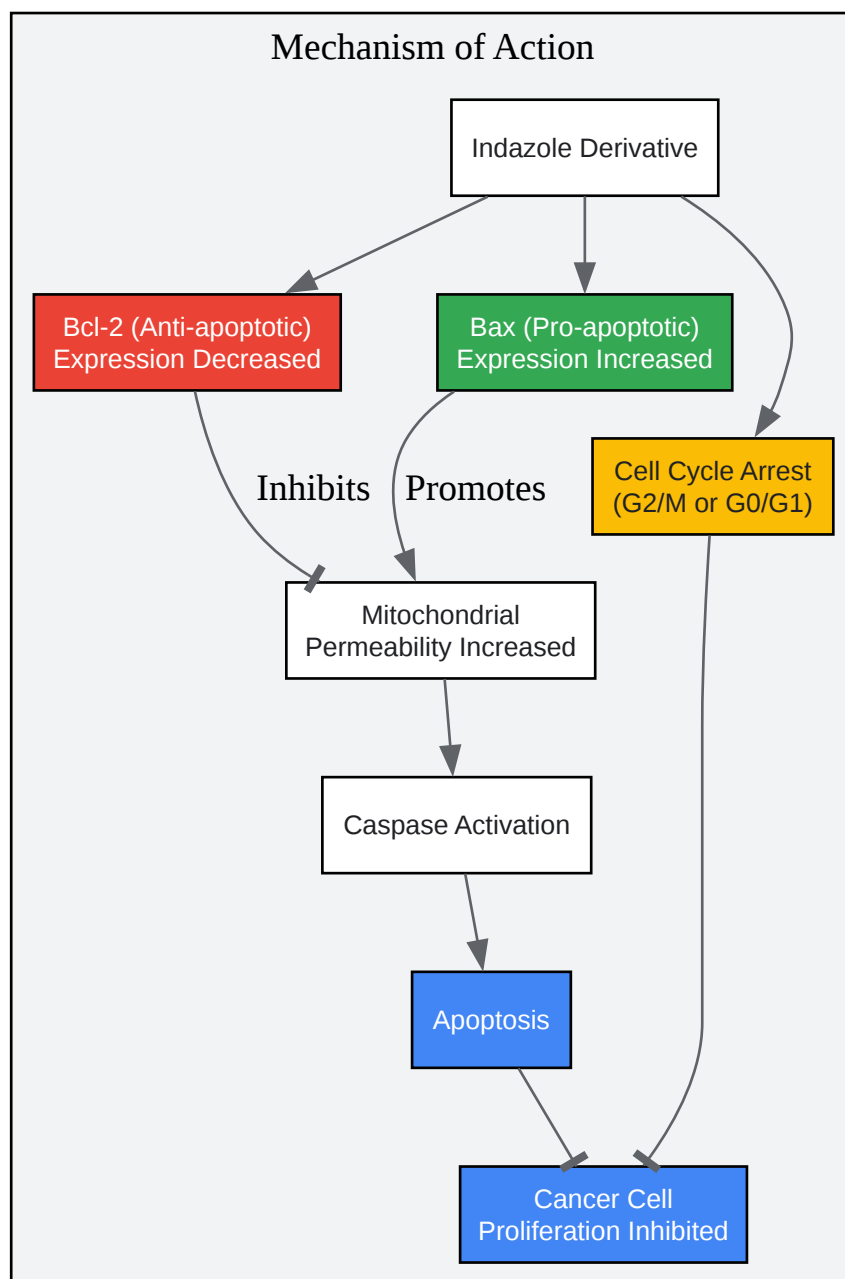 Mechanism of Action
Indazole Derivative
Bcl-2 (Anti-apoptotic)
Expression Decreased
Bax (Pro-apoptotic)
Expression Increased
Cell Cycle Arrest
(G2/M or G0/G1)
Inhibits
Promotes
Mitochondrial
Permeability Increased
Caspase Activation
Apoptosis
Cancer Cell
Proliferation Inhibited